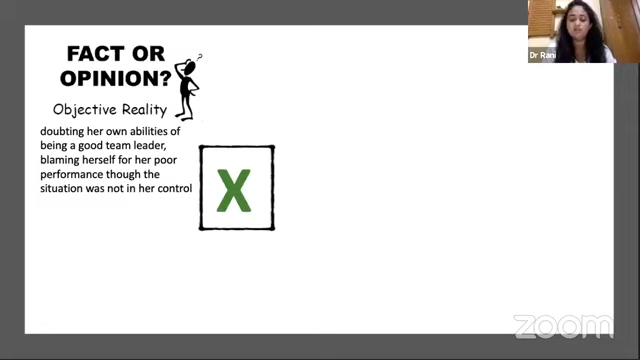 FACT OR
OPINION?
?
Objective Reality
doubting her own abilities of
being a good team leader,
blaming herself for her poor
performance though the
situation was not in her control
X
Dr Rani
zoom